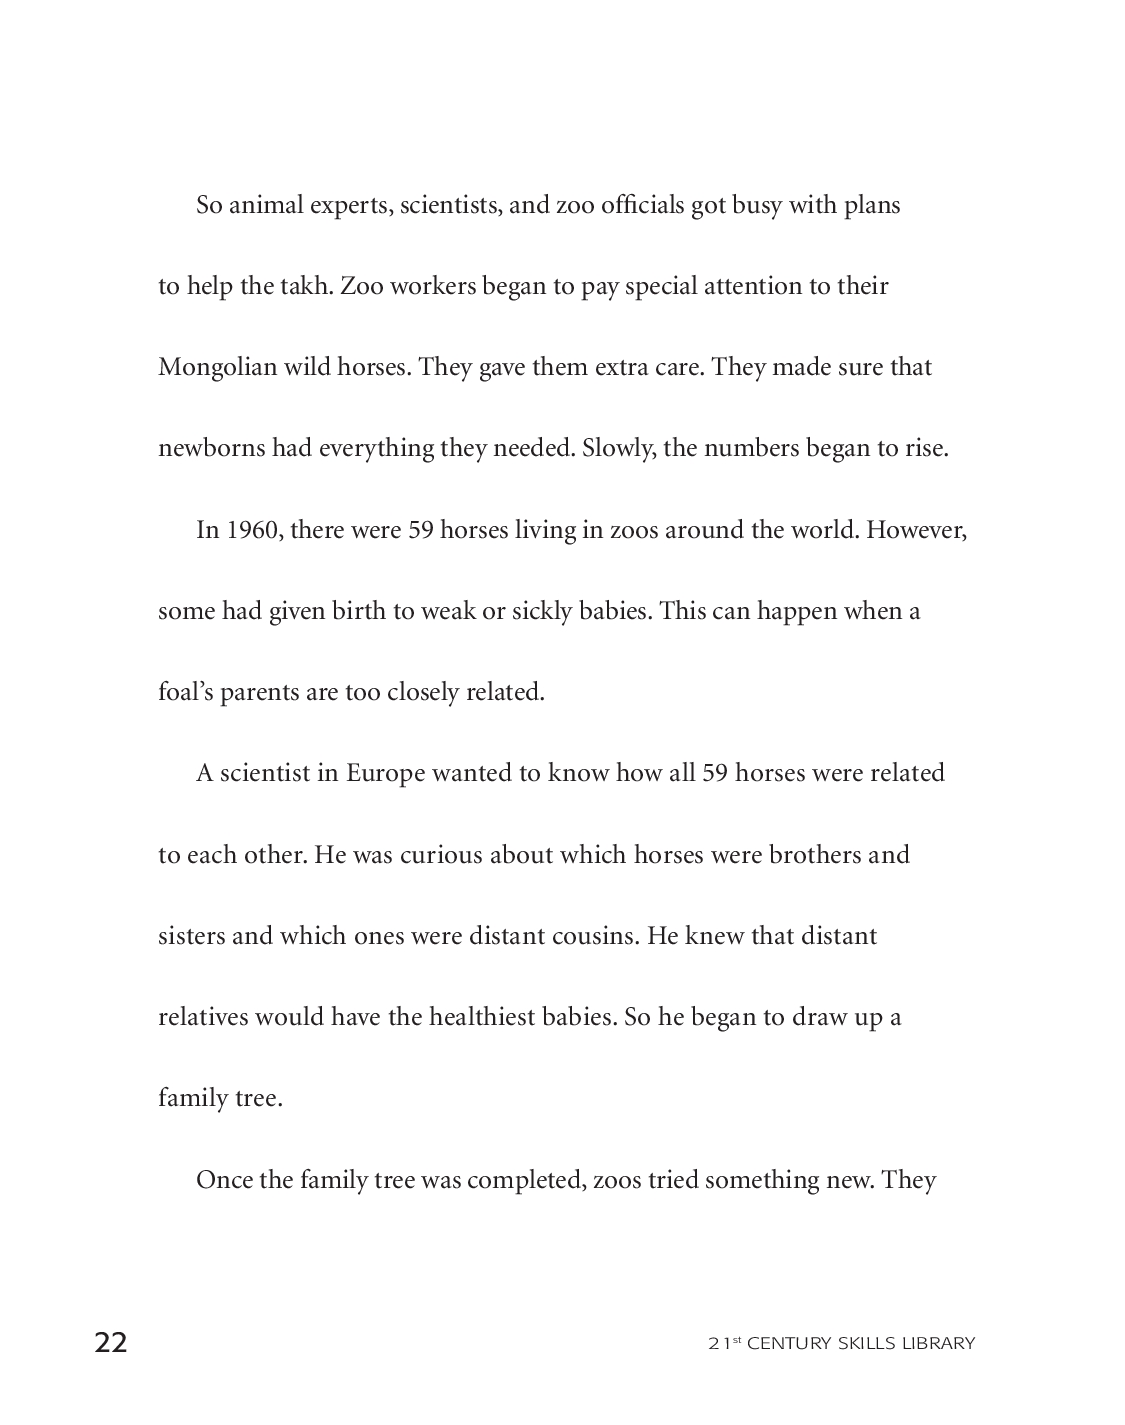 So animal experts, scientists, and zoo officials got busy with plans
to help the takh. Zoo workers began to pay special attention to their
Mongolian wild horses. They gave them extra care. They made sure that
newborns had everything they needed. Slowly, the numbers began to rise.
In 1960, there were 59 horses living in zoos around the world. However,
some had given birth to weak or sickly babies. This can happen when a
foal’s parents are too closely related.
A scientist in Europe wanted to know how all 59 horses were related
to each other. He was curious about which horses were brothers and
sisters and which ones were distant cousins. He knew that distant
relatives would have the healthiest babies. So he began to draw up a
family tree.
Once the family tree was completed, zoos tried something new. They
22
21st CENTURY SKILLS LIBRARY